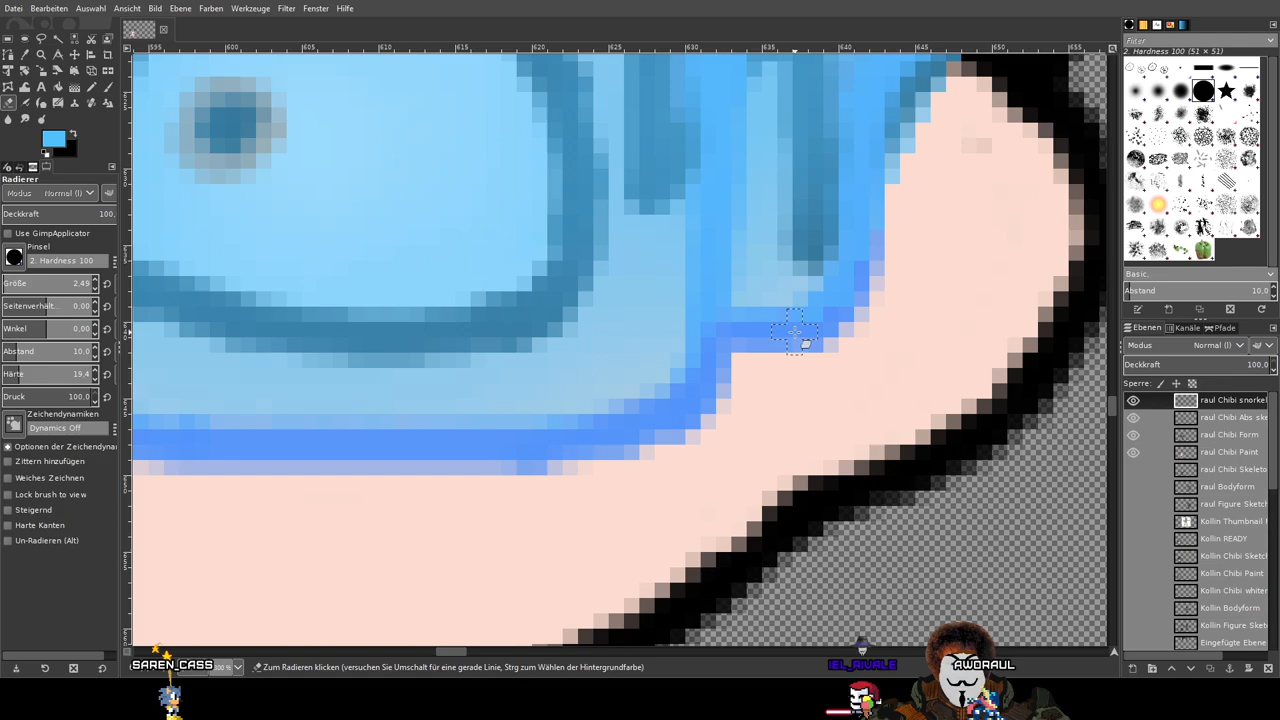 Datei Bearbeiten Auswahl Ansicht Bild Ebene Farben Werkzeuge Filter Fenster Hilfe
Filter
2. Hardness 100 (51 × 51)
595 600 605 610 615 620 625 630 635 640 645 650 655
Radierer
Modus Normal (l)
Deckkraft 100,
Use GimpApplicator
Pinsel
2. Hardness 100
Größe 2,49
Seitenverhält... 0,00
Winkel 0,00
Abstand 10,0
Härte 19,4
Druck 100,0
Zeichendynamiken
Dynamics Off
Optionen der Zeichendynar
Zittern hinzufügen
Weiches Zeichnen
Lock brush to view
Steigernd
Harte Kanten
Un-Radieren (Alt)
Basic.
Abstand 10,0
Ebenen Kanäle Pfade
Modus Normal (l)
Deckkraft 100,0
Sperre:
raul Chibi snorkel
raul Chibi Abs ske
raul Chibi Form
raul Chibi Paint
raul Chibi Skeleto
raul Bodyform
raul Figure Sketch
Kollin Thumbnail F
Kollin READY
Kollin Chibi Sketch
Kollin Chibi Paint
Kollin Chibi whiter
Kollin Bodyform
Kollin Figure Sketc
Eingefügte Ebene
Zum Radieren klicken (versuchen Sie Umschalt für eine gerade Linie, Strg zum Wählen der Hintergrundfarbe)
SAREN_CASS
IEL_RIVALE
AWORAUL